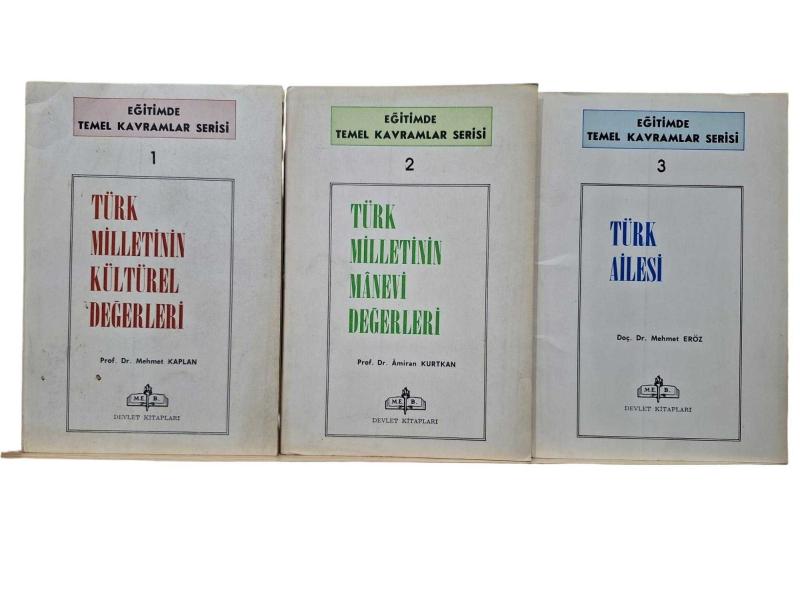 EĞİTİMDE
TEMEL KAVRAMLAR SERİSİ
1
TÜRK
MİLLETİNİN
KÜLTÜREL
DEĞERLERİ
Prof. Dr. Mehmet KAPLAN
M.E. B.
DEVLET KİTAPLARI
EĞİTİMDE
TEMEL KAVRAMLAR SERİSİ
2
TÜRK
MİLLETİNİN
MÂNEVİ
DEĞERLERİ
Prof. Dr. Âmiran KURTKAN
M.E. B.
DEVLET KİTAPLARI
EĞİTİMDE
TEMEL KAVRAMLAR SERİSİ
3
TÜRK
AİLESİ
Doç. Dr. Mehmet ERÖZ
M.E. B.
DEVLET KİTAPLARI